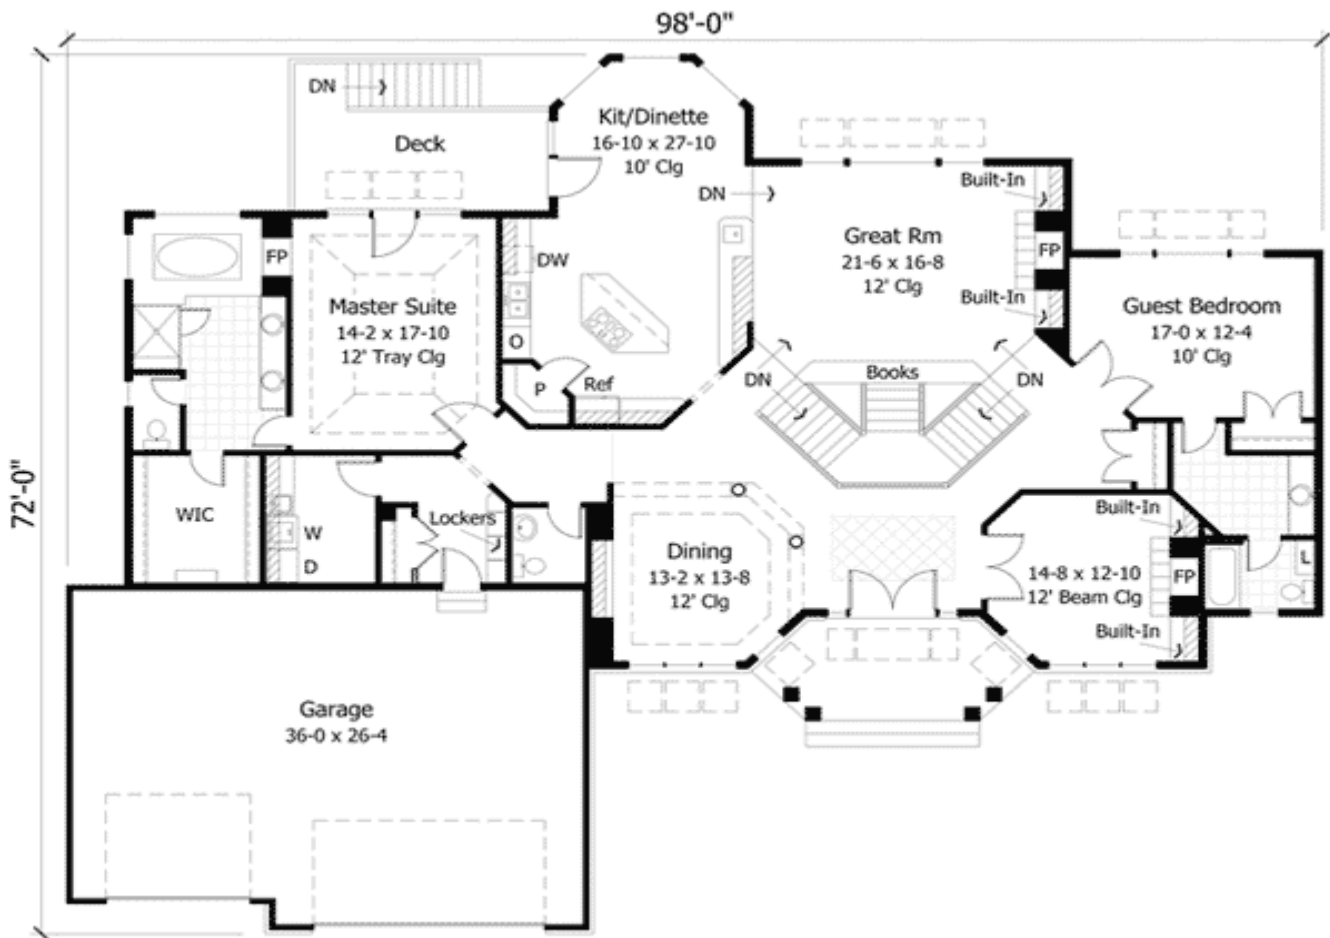 98'-0"
72'-0"
DN
Deck
Kit/Dinette
16-10 x 27-10
10' Clg
DN
Built-In
Great Rm
21-6 x 16-8
12' Clg
FP
Built-In
FP
Master Suite
14-2 x 17-10
12' Tray Clg
DW
O
P
Ref
Guest Bedroom
17-0 x 12-4
10' Clg
DN
Books
DN
WIC
W
D
Lockers
Dining
13-2 x 13-8
12' Clg
Built-In
14-8 x 12-10
12' Beam Clg
FP
L
Built-In
Garage
36-0 x 26-4